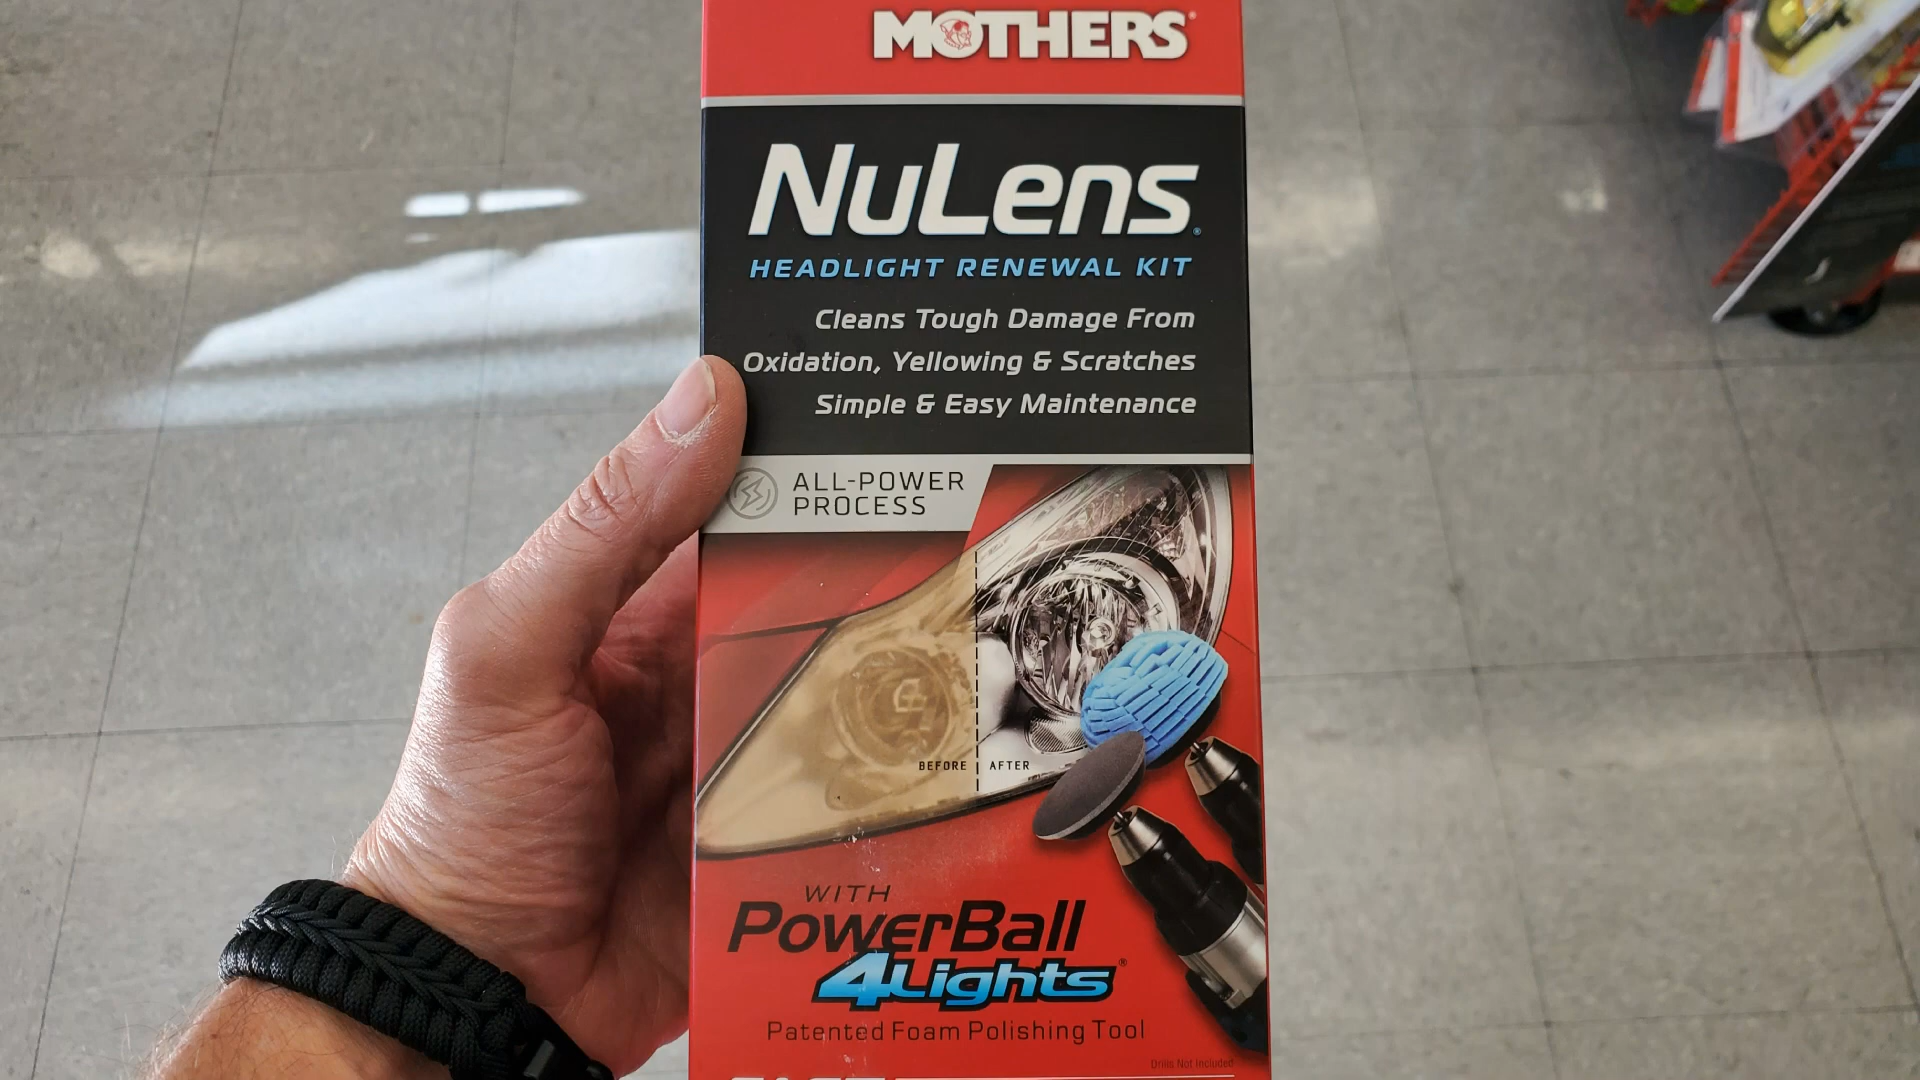 MOTHERS®
NuLens®
HEADLIGHT RENEWAL KIT
Cleans Tough Damage From
Oxidation, Yellowing & Scratches
Simple & Easy Maintenance
ALL-POWER
PROCESS
BEFORE AFTER
WITH
PowerBall
4Lights®
Patented Foam Polishing Tool
Drills Not Included